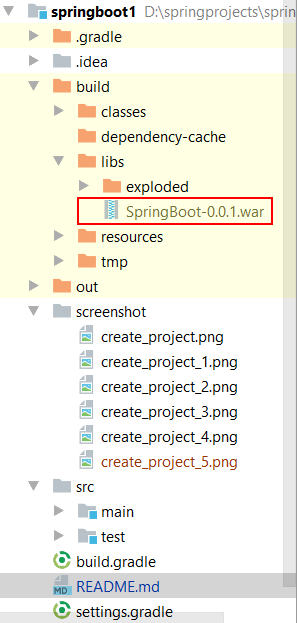 springboot1 D:\springprojects\sprin
.gradle
.idea
build
classes
dependency-cache
libs
exploded
SpringBoot-0.0.1.war
resources
tmp
out
screenshot
create_project.png
create_project_1.png
create_project_2.png
create_project_3.png
create_project_4.png
create_project_5.png
src
main
test
build.gradle
MD README.md
settings.gradle